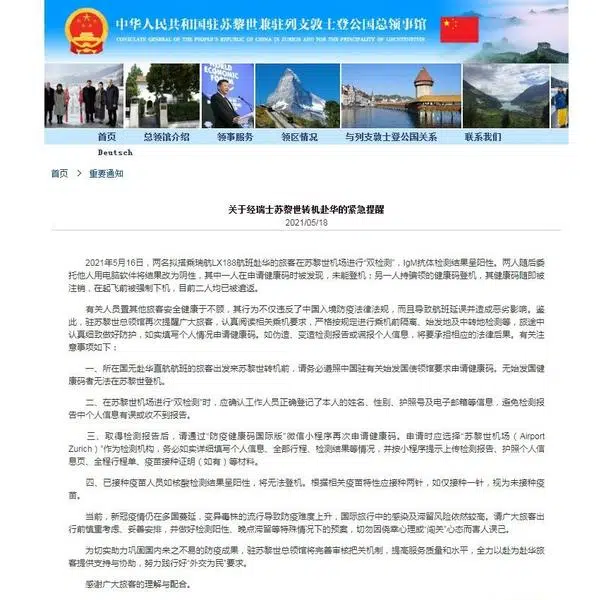 中华人民共和国驻苏黎世兼驻列支敦士登公国总领事馆
CONSULATE GENERAL OF THE PEOPLE'S REPUBLIC OF CHINA IN ZURICH AND FOR THE PRINCIPALITY OF LIECHTENSTEIN
WORLD
ECONOMIC
FORUM
首页 总领馆介绍 领事服务 领区情况 与列支敦士登公国关系 联系我们
Deutsch
首页 > 重要通知
关于经瑞士苏黎世转机赴华的紧急提醒
2021/05/18
2021年5月16日，两名拟搭乘瑞航LX188航班赴华的旅客在苏黎世机场进行“双检测”，IgM抗体检测结果呈阳性。两人随后委
托他人用电脑软件将结果改为阴性，其中一人在申请健康码时被发现，未能登机；另一人持骗领的健康码登机，其健康码随即被
注销，在起飞前被强制下机，目前二人均已被遣返。
有关人员置其他旅客安全健康于不顾，其行为不仅违反了中国入境防疫法律法规，而且导致航班延误并造成恶劣影响。鉴
此，驻苏黎世总领馆再次提醒广大旅客，认真阅读相关乘机要求，严格按规定进行乘机前隔离、始发地及中转地检测等，旅途中
认真细致做好防护，如实填写个人情况申请健康码。如伪造、变造检测报告或谎报个人信息，将要承担相应的法律后果。有关注
意事项如下：
一、所在国无赴华直航航班的旅客出发来苏黎世转机前，请务必遵照中国驻有关始发国使领馆要求申请健康码。无始发国健
康码者无法在苏黎世登机。
二、在苏黎世机场进行“双检测”时，应确认工作人员正确登记了本人的姓名、性别、护照号及电子邮箱等信息，避免检测报
告中个人信息有误或收不到报告。
三、取得检测报告后，请通过“防疫健康码国际版”微信小程序再次申请健康码。申请时应选择“苏黎世机场（Airport
Zurich）”作为检测机构，务必如实详细填写个人信息、全部行程、检测结果等情况，并按小程序提示上传检测报告、护照个人信
息页、全程行程单、疫苗接种证明（如有）等材料。
四、已接种疫苗人员如核酸检测结果呈阳性，将无法登机。根据相关疫苗特性应接种两针，如仅接种一针，视为未接种疫
苗。
当前，新冠疫情仍在多国蔓延，变异毒株的流行导致防疫难度上升，国际旅行中的感染及滞留风险依然较高。请广大旅客出
行前慎重考虑、妥善安排，并做好检测阳性、晚点滞留等特殊情况下的预案，切勿因侥幸心理或“闯关”心态而害人误己。
为切实助力巩固国内来之不易的防疫成果，驻苏黎世总领馆将完善审核把关机制，提高服务质量和水平，全力以赴为赴华旅
客提供支持与协助，努力践行好“外交为民”要求。
感谢广大旅客的理解与配合。